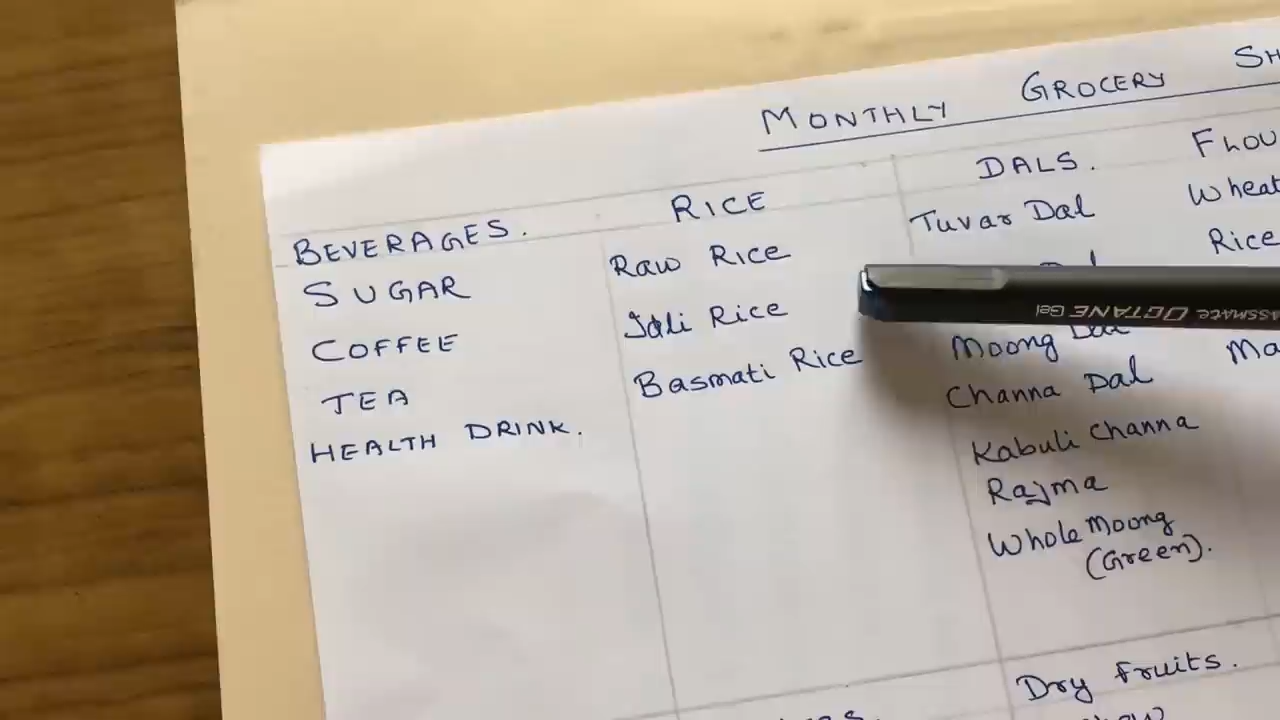 MONTHLY GROCERY
BEVERAGES.
SUGAR
COFFEE
TEA
HEALTH DRINK.
RICE
Raw Rice
Idli Rice
Basmati Rice
DALS.
Tuvar Dal
Moong Dal
Channa Dal
Kabuli Channa
Rajma
Whole Moong
(Green).
Wheat
Rice
Dry fruits.
OCTANE Gel